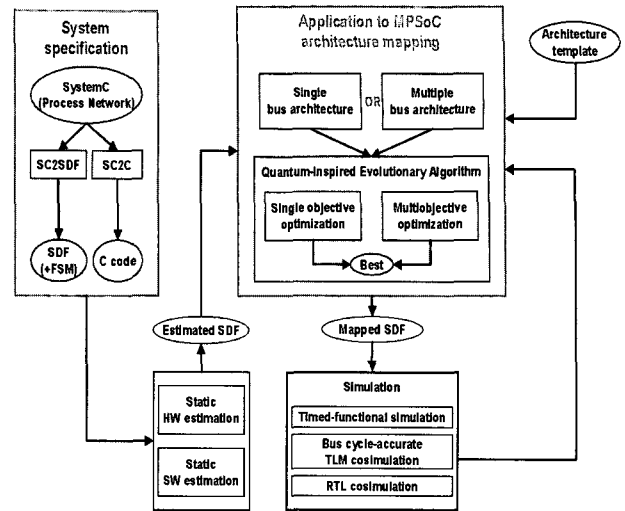 System
specification
SystemC
(Process Network)
SC2SDF
SC2C
SDF
(+FSM)
C code
Application to MPSoC
architecture mapping
Single
bus architecture
OR
Multiple
bus architecture
Quantum-Inspired Evolutionary Algorithm
Single objective
optimization
Multiobjective
optimization
Best
Architecture
template
Estimated SDF
Mapped SDF
Static
HW estimation
Static
SW estimation
Simulation
Timed-functional simulation
Bus cycle-accurate
TLM cosimulation
RTL cosimulation